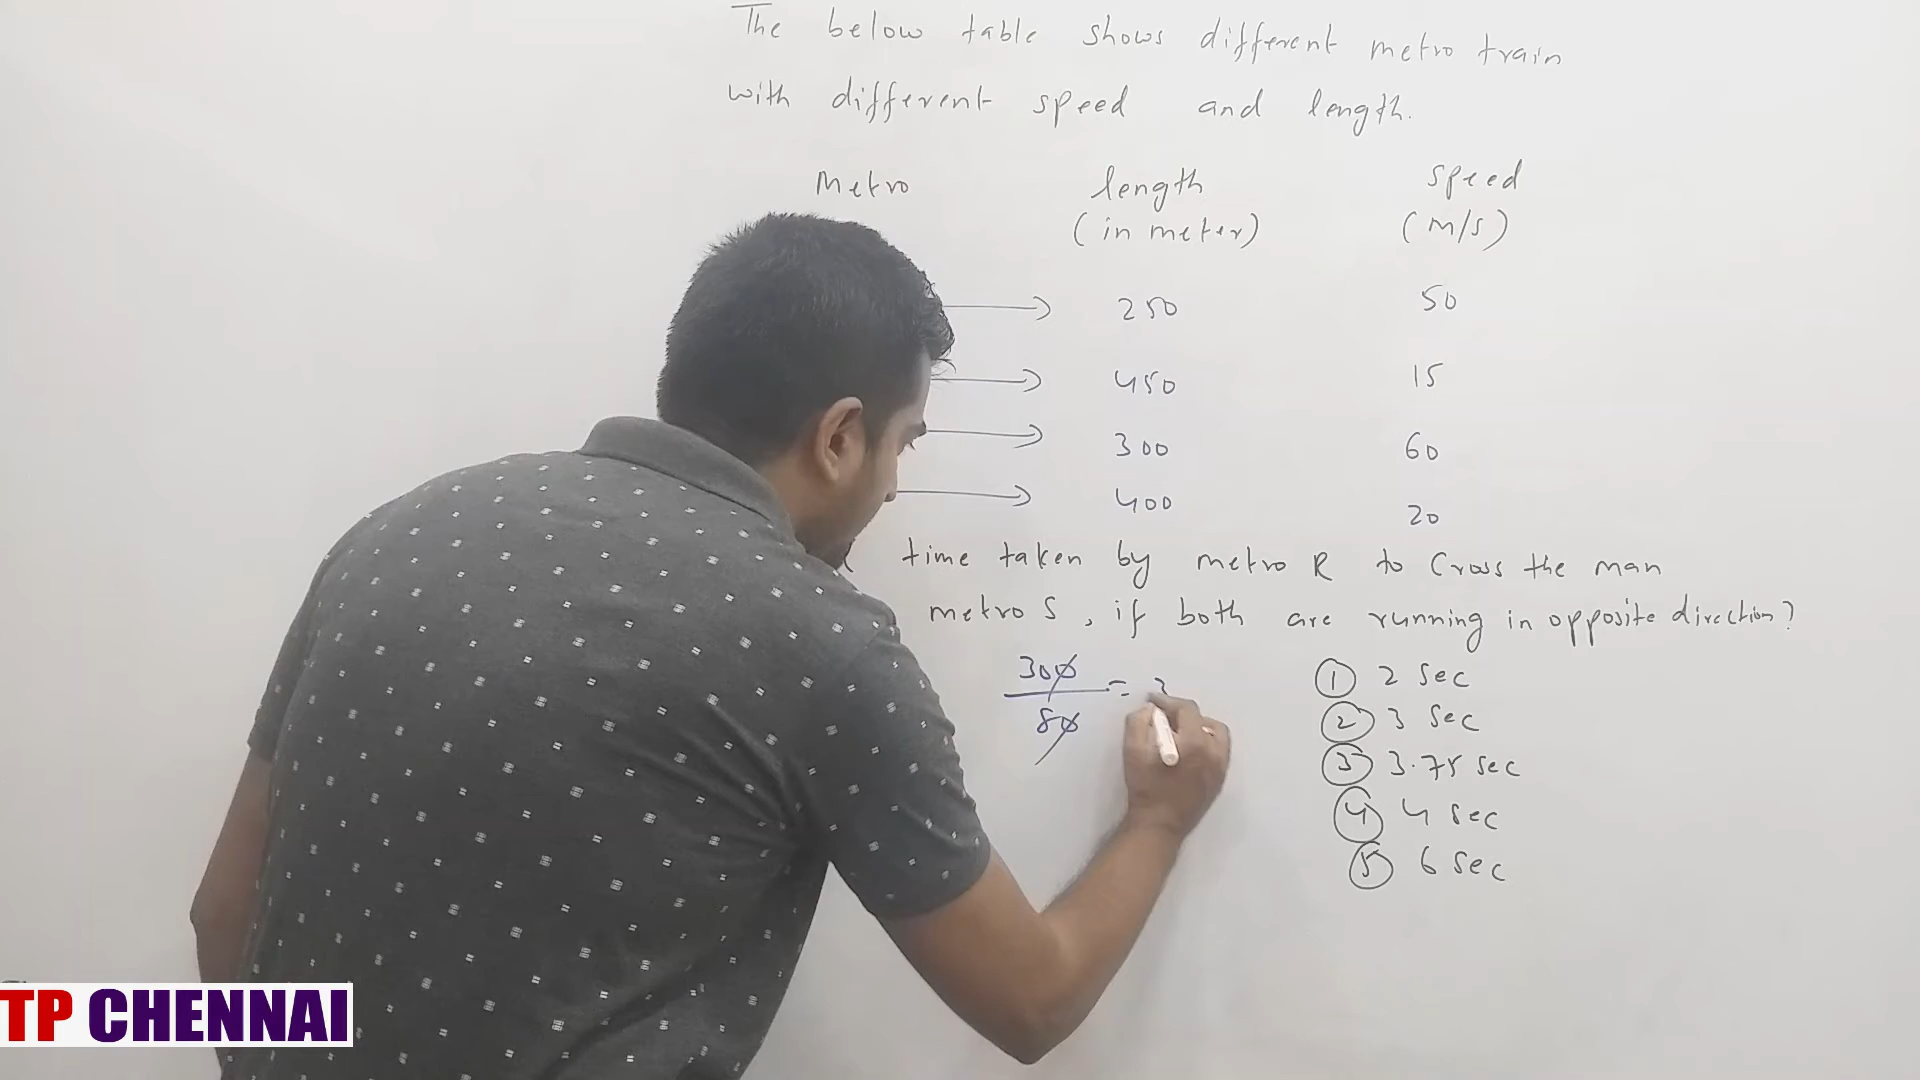 The below table shows different metro train
with different speed and length.
Metro length speed
(in meter) (m/s)
250 50
450 15
300 60
400 20
time taken by metro R to Cross the man
metro S, if both are running in opposite direction?
300 =
80
1 2 sec
2 3 sec
3 3.75 sec
4 4 sec
5 6 sec
TP CHENNAI